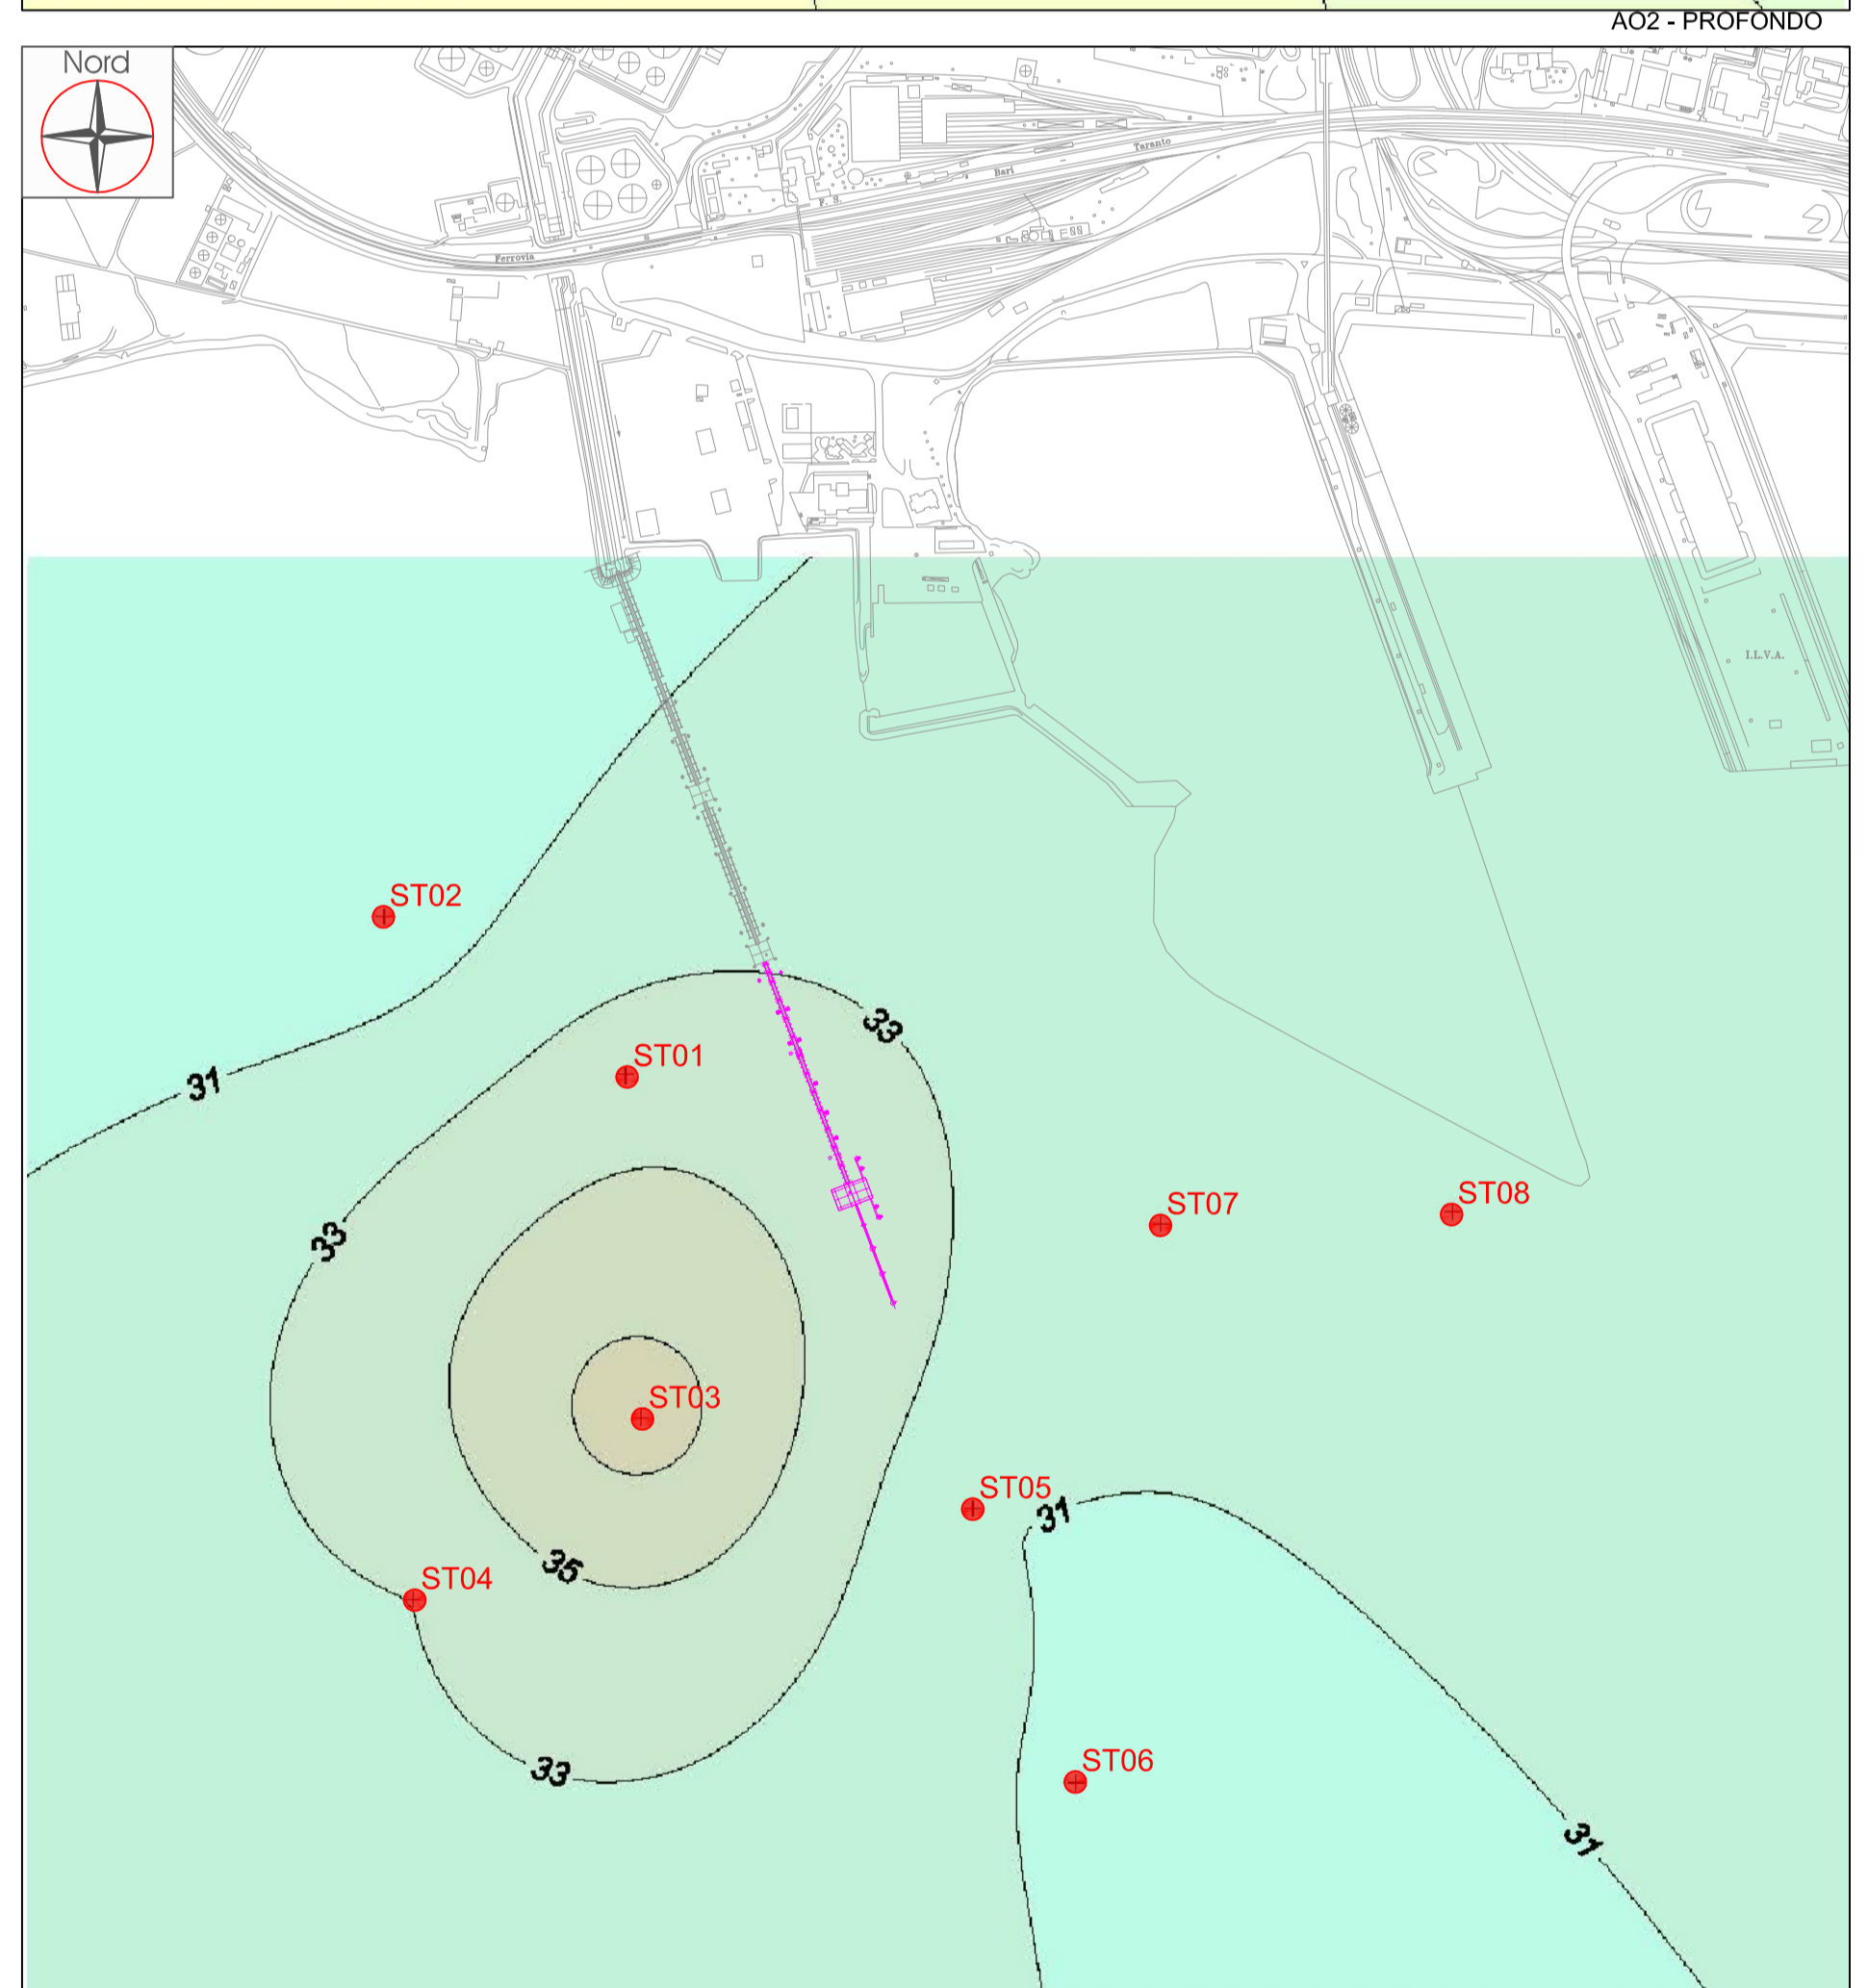 AO2 - PROFONDO
Nord
Taranto
Bari
F. S.
Ferrovia
I.L.V.A.
ST02
33
ST01
31
ST07
ST08
33
ST03
ST05
31
35
ST04
ST06
33
31